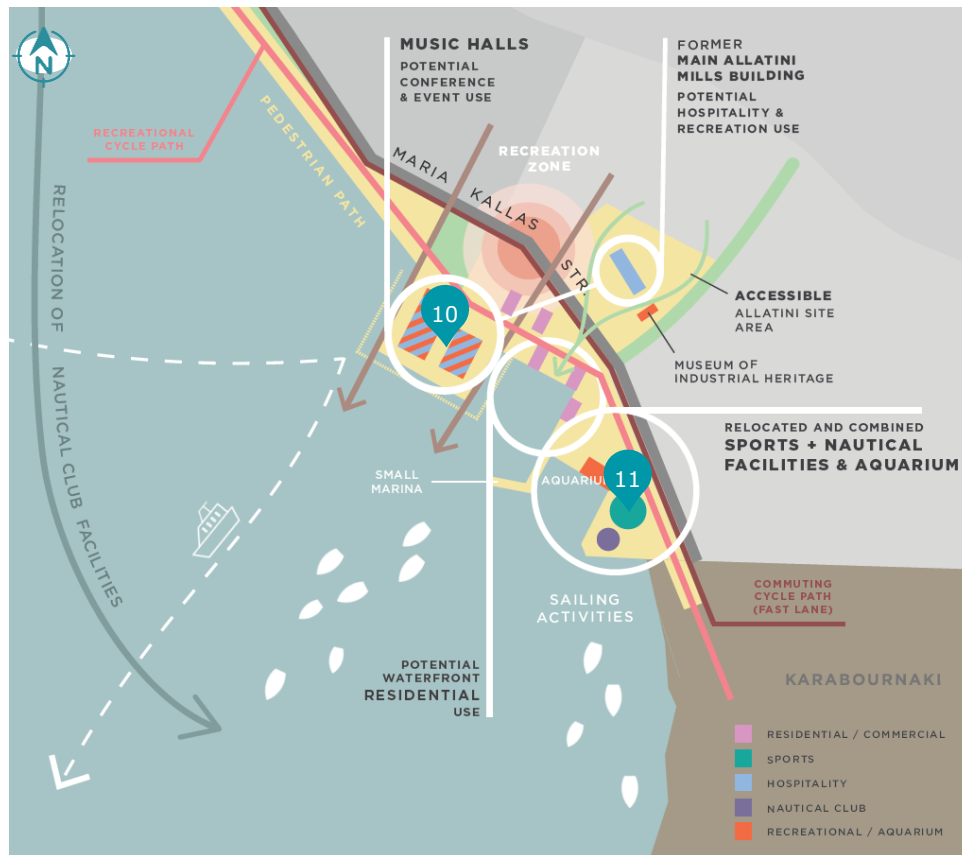 N
MUSIC HALLS
POTENTIAL
CONFERENCE
& EVENT USE
FORMER
MAIN ALLATINI
MILLS BUILDING
POTENTIAL
HOSPITALITY &
RECREATION USE
RECREATIONAL
CYCLE PATH
PEDESTRIAN PATH
MARIA KALLAS STR.
RECREATION
ZONE
RELOCATION OF NAUTICAL CLUB FACILITIES
10
ACCESSIBLE
ALLATINI SITE
AREA
MUSEUM OF
INDUSTRIAL HERITAGE
RELOCATED AND COMBINED
SPORTS + NAUTICAL
FACILITIES & AQUARIUM
SMALL
MARINA
AQUARIUM
11
SAILING
ACTIVITIES
COMMUTING
CYCLE PATH
(FAST LANE)
POTENTIAL
WATERFRONT
RESIDENTIAL
USE
KARABOURNAKI
RESIDENTIAL / COMMERCIAL
SPORTS
HOSPITALITY
NAUTICAL CLUB
RECREATIONAL / AQUARIUM